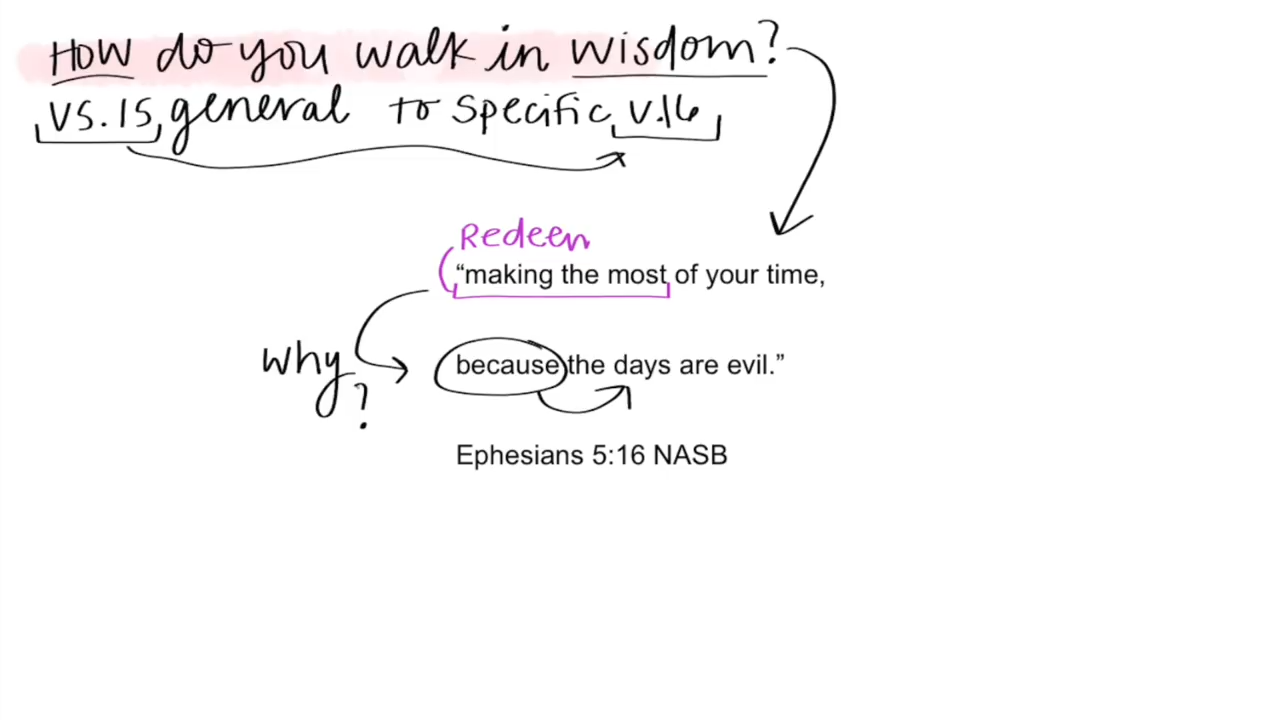 How do you walk in wisdom?
vs. 15, general to specific, v.16
Redeen
“making the most of your time,
why
?
because the days are evil.”
Ephesians 5:16 NASB